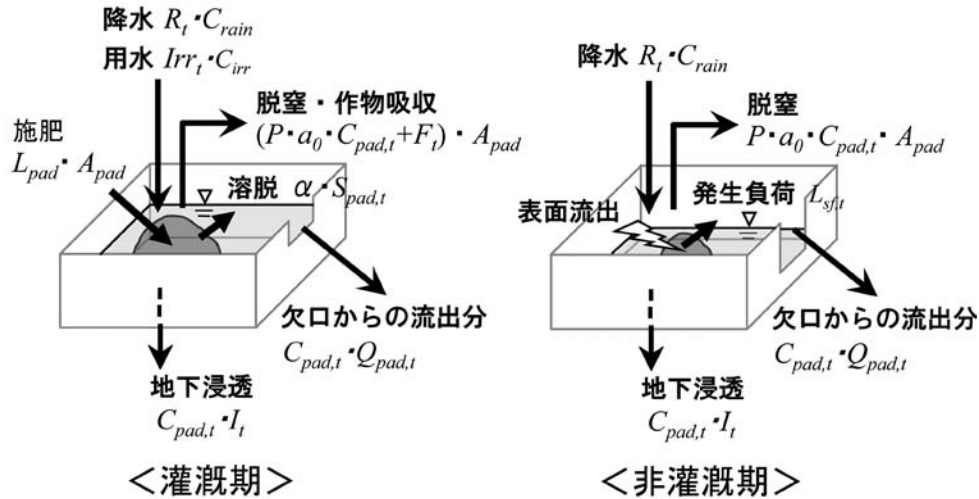 降水 R_t・C_rain
用水 Irr_t・C_irr
脱窒・作物吸収
(P・a_0・C_pad,t+F_t)・A_pad
施肥
L_pad・A_pad
溶脱 α・S_pad,t
欠口からの流出分
C_pad,t・Q_pad,t
地下浸透
C_pad,t・I_t
＜灌漑期＞
降水 R_t・C_rain
脱窒
P・a_0・C_pad,t・A_pad
発生負荷 L_sf,t
表面流出
欠口からの流出分
C_pad,t・Q_pad,t
地下浸透
C_pad,t・I_t
＜非灌漑期＞